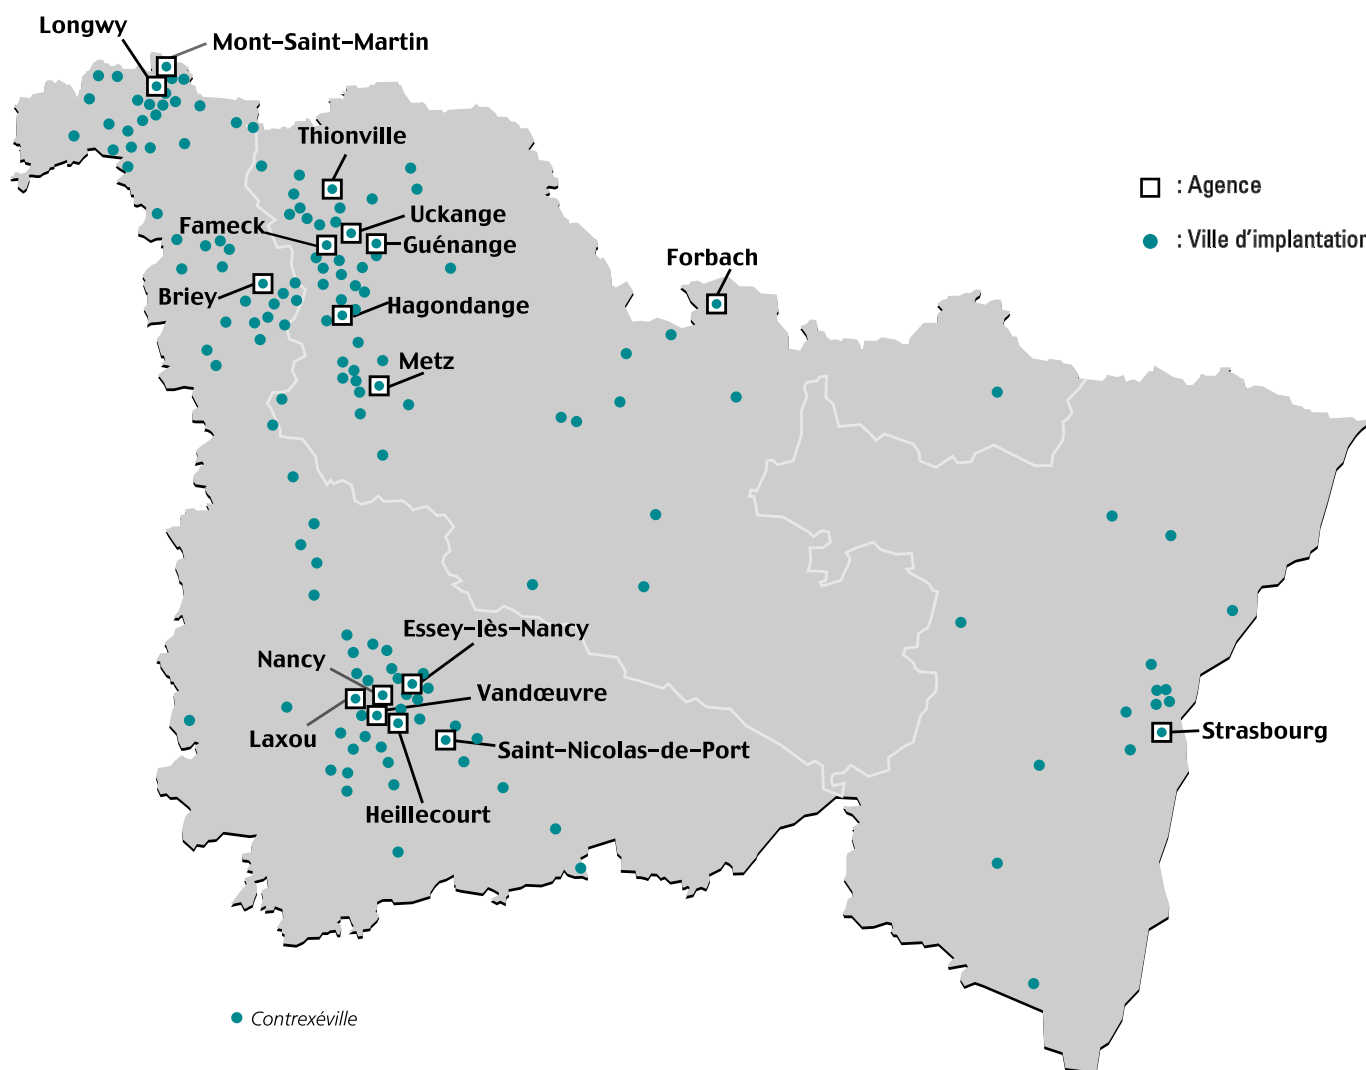 Longwy
Mont-Saint-Martin
Thionville
: Agence
Uckange
Fameck
Guénange
: Ville d'implantation
Forbach
Briey
Hagondange
Metz
Essey-lès-Nancy
Nancy
Vandœuvre
Laxou
Saint-Nicolas-de-Port
Strasbourg
Heillecourt
Contrexéville